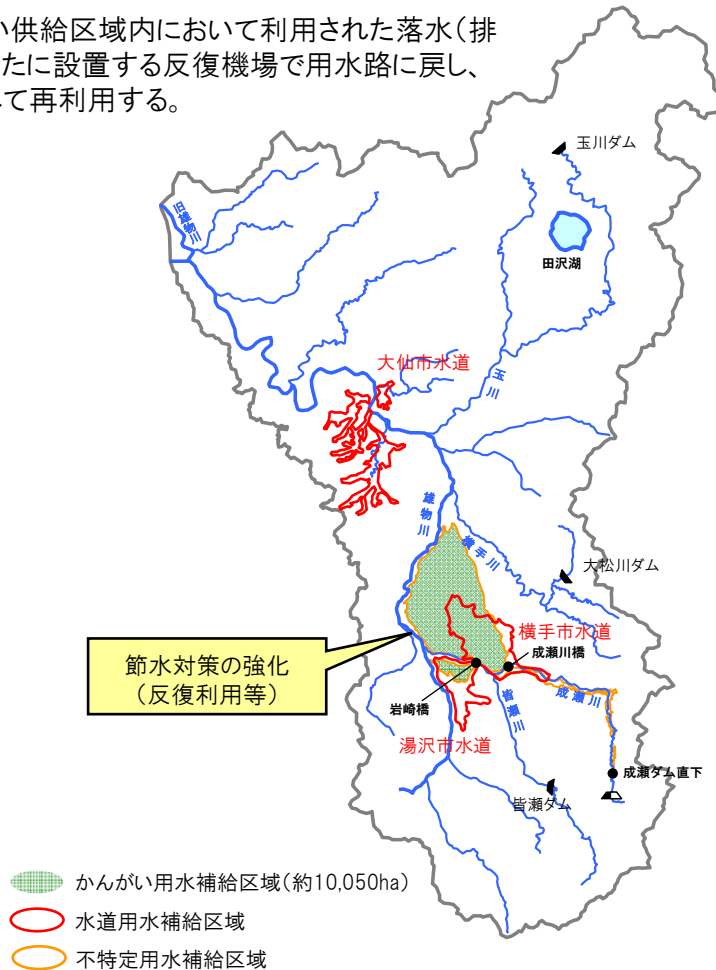 い供給区域内において利用された落水(排
たに設置する反復機場で用水路に戻し、
て再利用する。
玉川ダム
旧雄物川
田沢湖
大仙市水道
玉川
雄物川
横手川
大松川ダム
横手市水道
成瀬川橋
節水対策の強化
(反復利用等)
岩崎橋
皆瀬川
成瀬川
湯沢市水道
成瀬ダム直下
皆瀬ダム
かんがい用水補給区域(約10,050ha)
水道用水補給区域
不特定用水補給区域